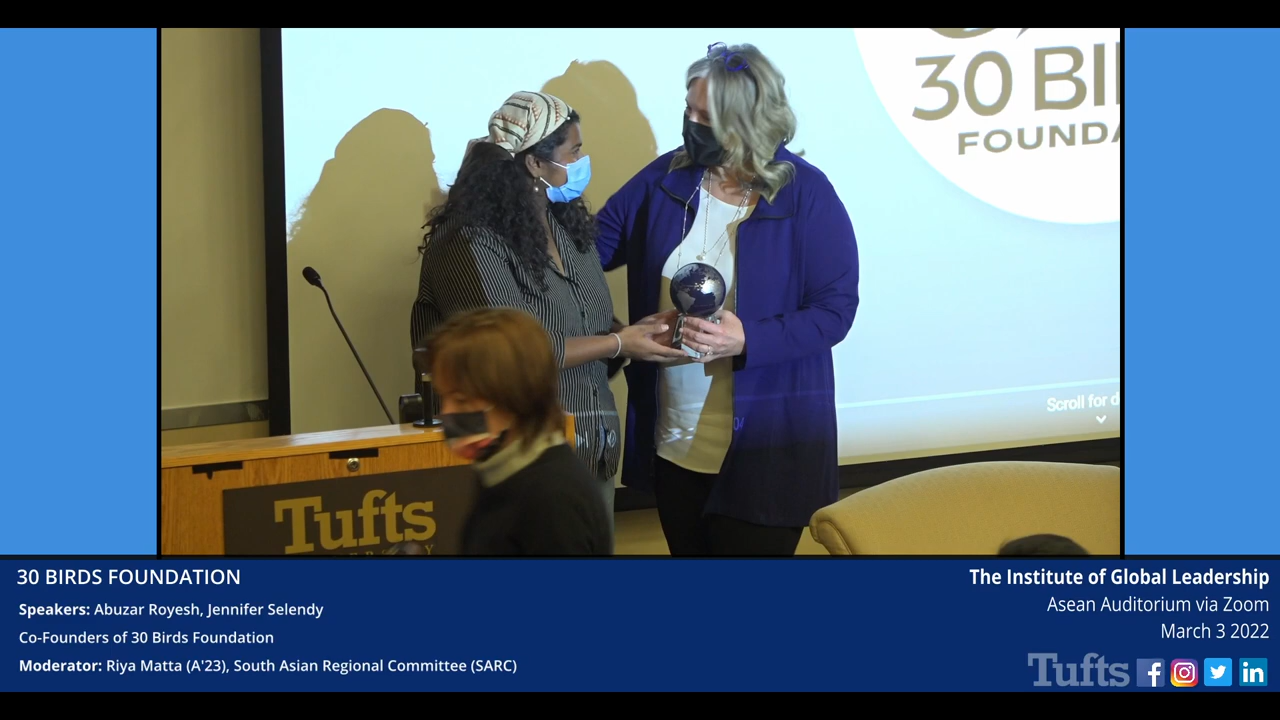 30 BI
FOUNDA
Scroll for d
Tufts
30 BIRDS FOUNDATION
Speakers: Abuzar Royesh, Jennifer Selendy
Co-Founders of 30 Birds Foundation
Moderator: Riya Matta (A'23), South Asian Regional Committee (SARC)
The Institute of Global Leadership
Asean Auditorium via Zoom
March 3 2022
Tufts